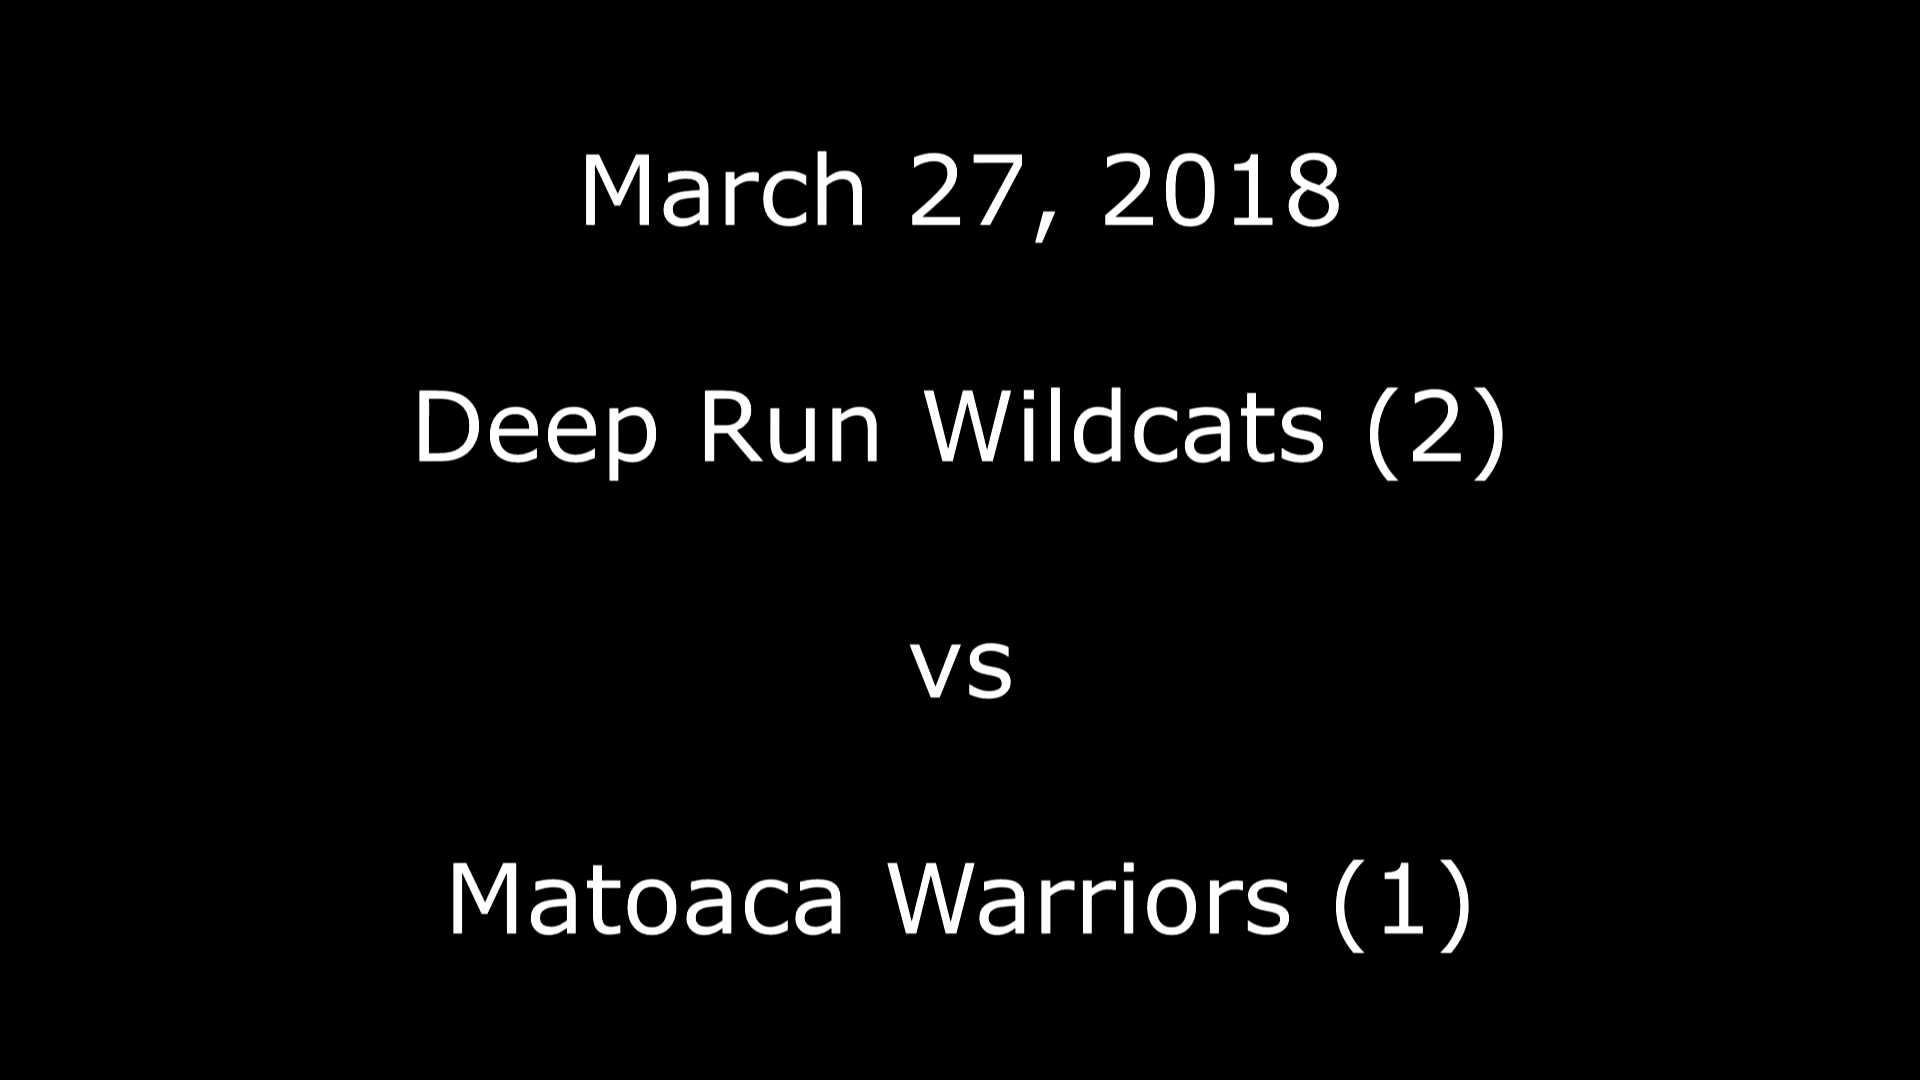 March 27, 2018
Deep Run Wildcats (2)
vs
Matoaca Warriors (1)